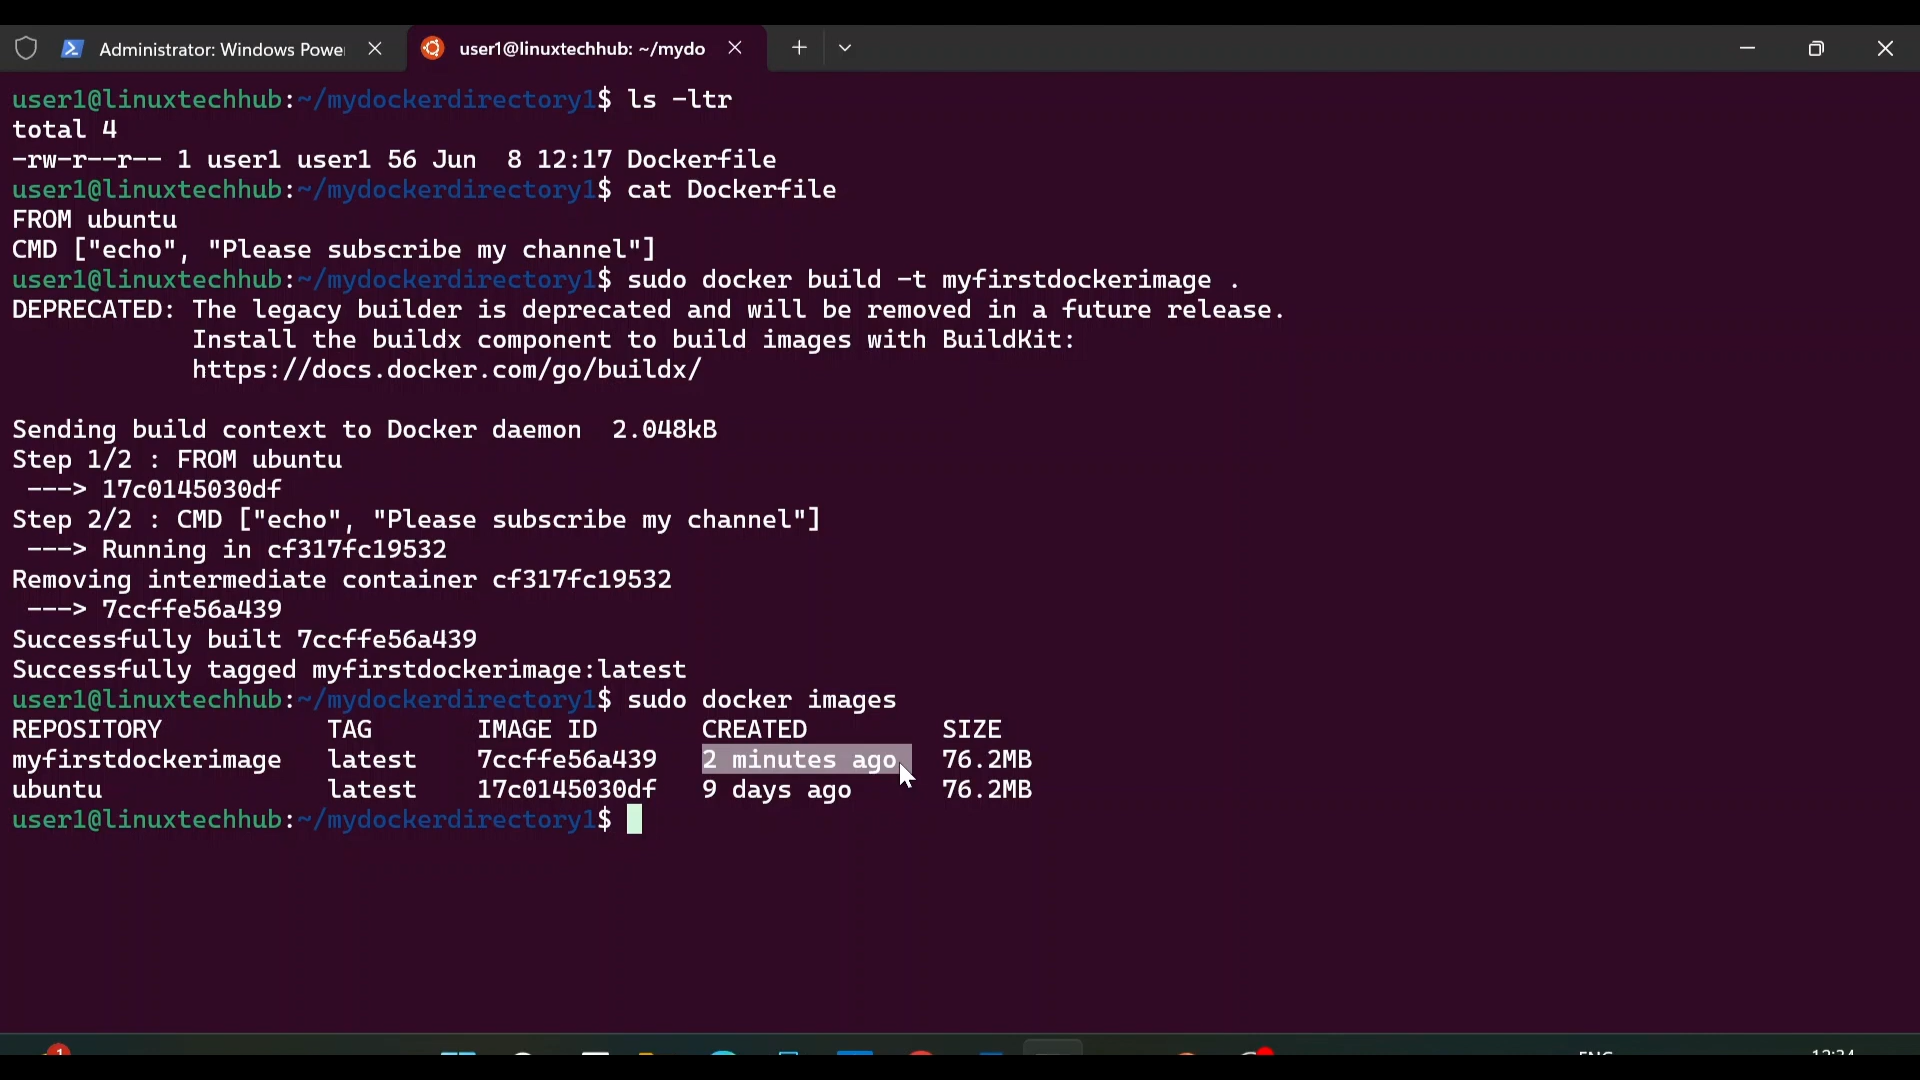 Administrator: Windows Powe
user1@linuxtechhub: ~/mydo
user1@linuxtechhub:~/mydockerdirectory1$ ls -ltr
total 4
-rw-r--r-- 1 user1 user1 56 Jun  8 12:17 Dockerfile
user1@linuxtechhub:~/mydockerdirectory1$ cat Dockerfile
FROM ubuntu
CMD ["echo", "Please subscribe my channel"]
user1@linuxtechhub:~/mydockerdirectory1$ sudo docker build -t myfirstdockerimage .
DEPRECATED: The legacy builder is deprecated and will be removed in a future release.
Install the buildx component to build images with BuildKit:
https://docs.docker.com/go/buildx/
Sending build context to Docker daemon  2.048kB
Step 1/2 : FROM ubuntu
---> 17c0145030df
Step 2/2 : CMD ["echo", "Please subscribe my channel"]
---> Running in cf317fc19532
Removing intermediate container cf317fc19532
---> 7ccffe56a439
Successfully built 7ccffe56a439
Successfully tagged myfirstdockerimage:latest
user1@linuxtechhub:~/mydockerdirectory1$ sudo docker images
REPOSITORY TAG IMAGE ID CREATED SIZE
myfirstdockerimage latest 7ccffe56a439 2 minutes ago 76.2MB
ubuntu latest 17c0145030df 9 days ago 76.2MB
user1@linuxtechhub:~/mydockerdirectory1$
1